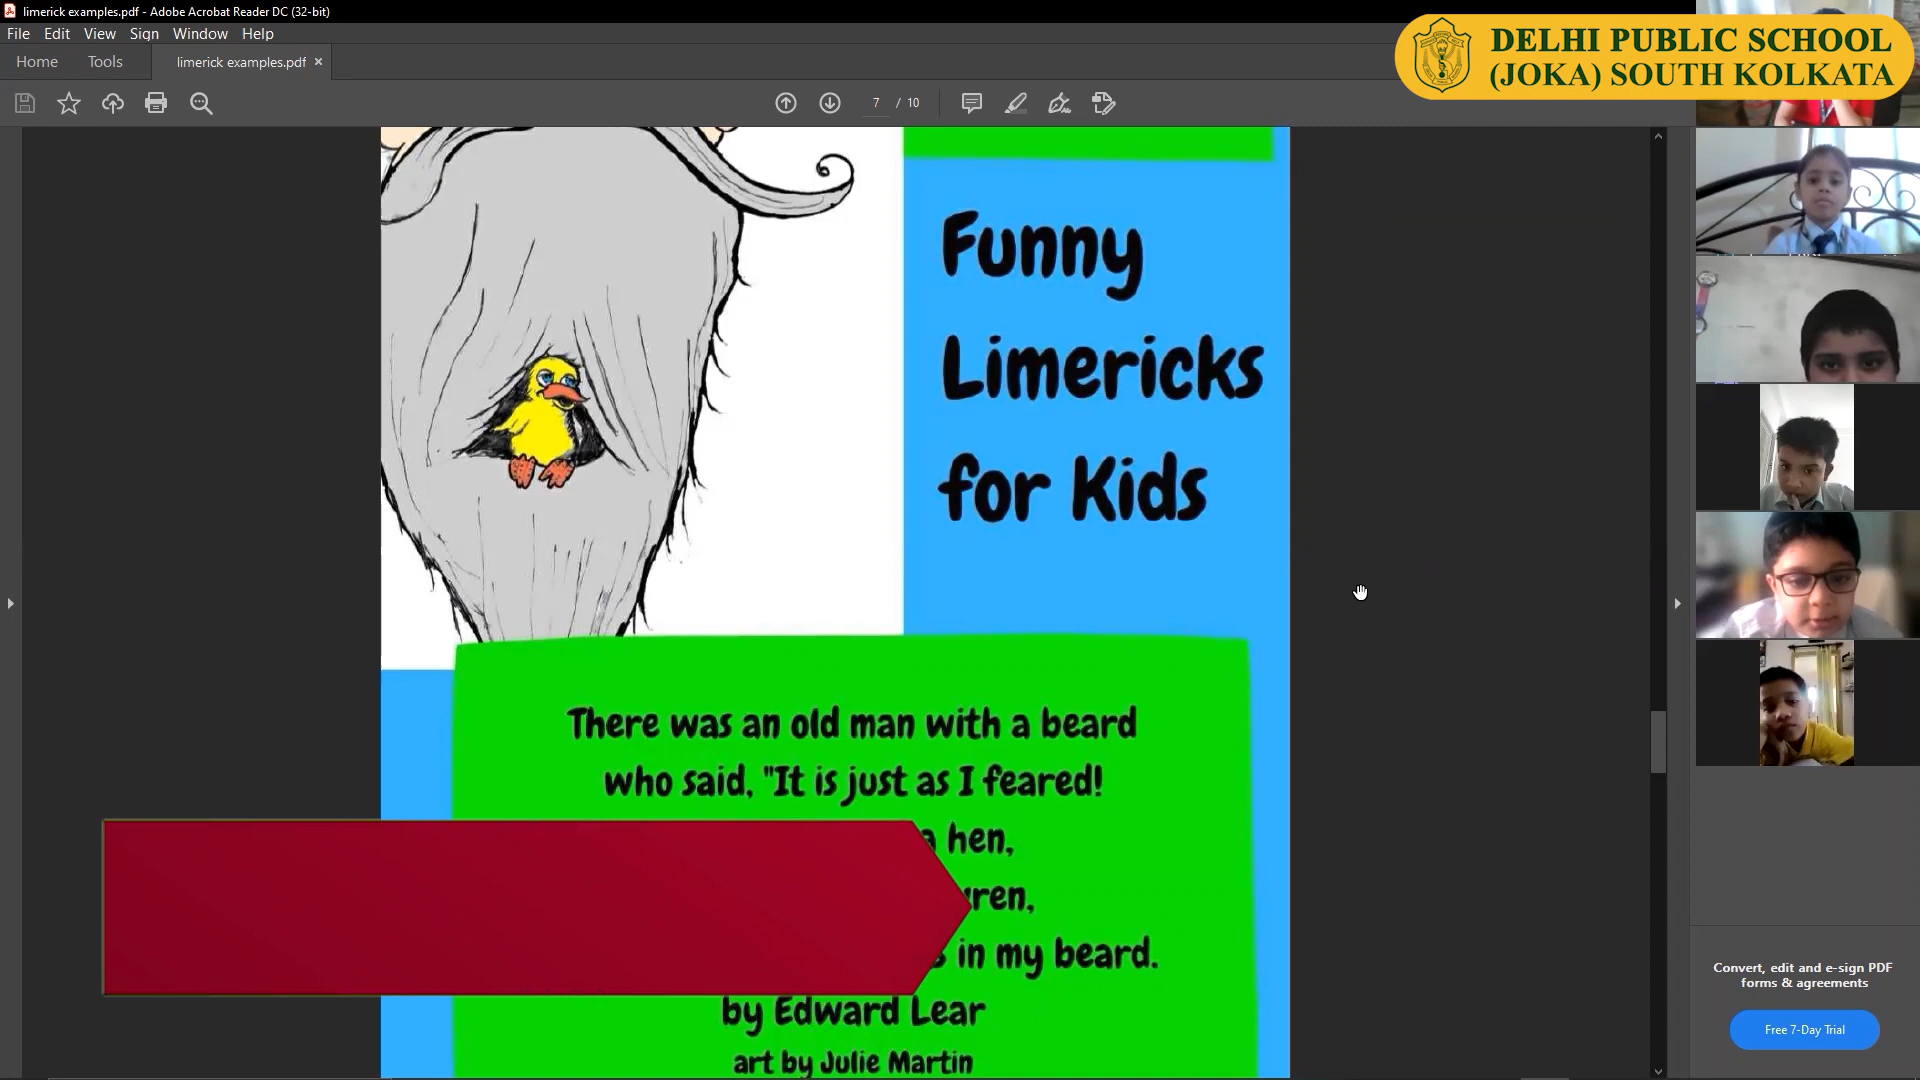 limerick examples.pdf - Adobe Acrobat Reader DC (32-bit)
File Edit View Sign Window Help
Home Tools limerick examples.pdf ×
7 / 10
DELHI PUBLIC SCHOOL
(JOKA) SOUTH KOLKATA
Funny
Limericks
for Kids
There was an old man with a beard
who said, "It is just as I feared!
a hen,
wren,
in my beard.
by Edward Lear
art by Julie Martin
Convert, edit and e-sign PDF
forms & agreements
Free 7-Day Trial